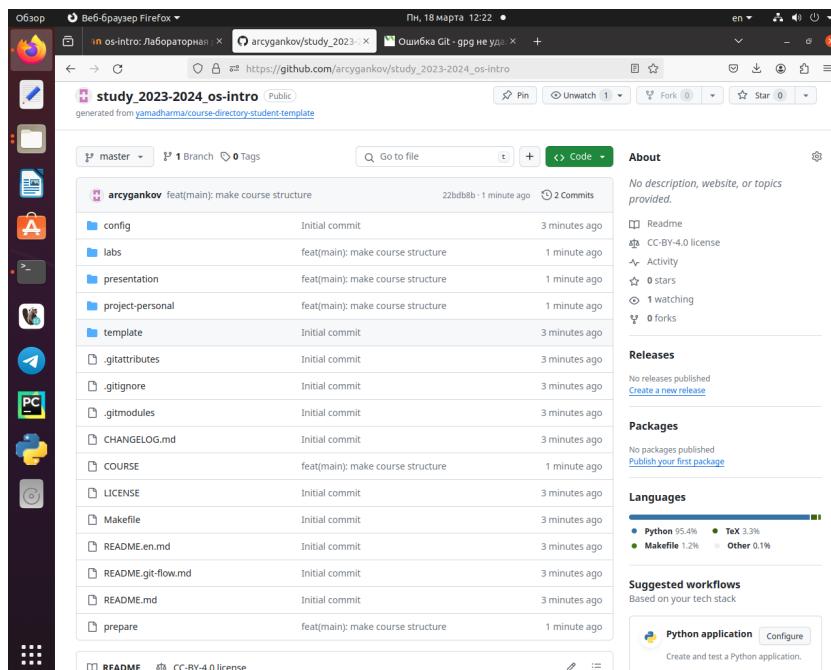 Обзор Веб-браузер Firefox Пн, 18 марта 12:22 en
os-intro: Лабораторная arcygankov/study_2023-2 Ошибка Git - gpg не уда
https://github.com/arcygankov/study_2023-2024_os-intro
study_2023-2024_os-intro Public Pin Unwatch 1 Fork 0 Star 0
generated from yamadharma/course-directory-student-template
master 1 Branch 0 Tags Go to file t Code
arcygankov feat(main): make course structure 22bdb8b · 1 minute ago 2 Commits
config Initial commit 3 minutes ago
labs feat(main): make course structure 1 minute ago
presentation feat(main): make course structure 1 minute ago
project-personal feat(main): make course structure 1 minute ago
template Initial commit 3 minutes ago
.gitattributes Initial commit 3 minutes ago
.gitignore Initial commit 3 minutes ago
.gitmodules Initial commit 3 minutes ago
CHANGELOG.md Initial commit 3 minutes ago
COURSE feat(main): make course structure 1 minute ago
LICENSE Initial commit 3 minutes ago
Makefile Initial commit 3 minutes ago
README.en.md Initial commit 3 minutes ago
README.git-flow.md Initial commit 3 minutes ago
README.md Initial commit 3 minutes ago
prepare feat(main): make course structure 1 minute ago
README CC-BY-4.0 license
About
No description, website, or topics
provided.
Readme
CC-BY-4.0 license
Activity
0 stars
1 watching
0 forks
Releases
No releases published
Create a new release
Packages
No packages published
Publish your first package
Languages
Python 95.4% TeX 3.3%
Makefile 1.2% Other 0.1%
Suggested workflows
Based on your tech stack
Python application Configure
Create and test a Python application.
PC